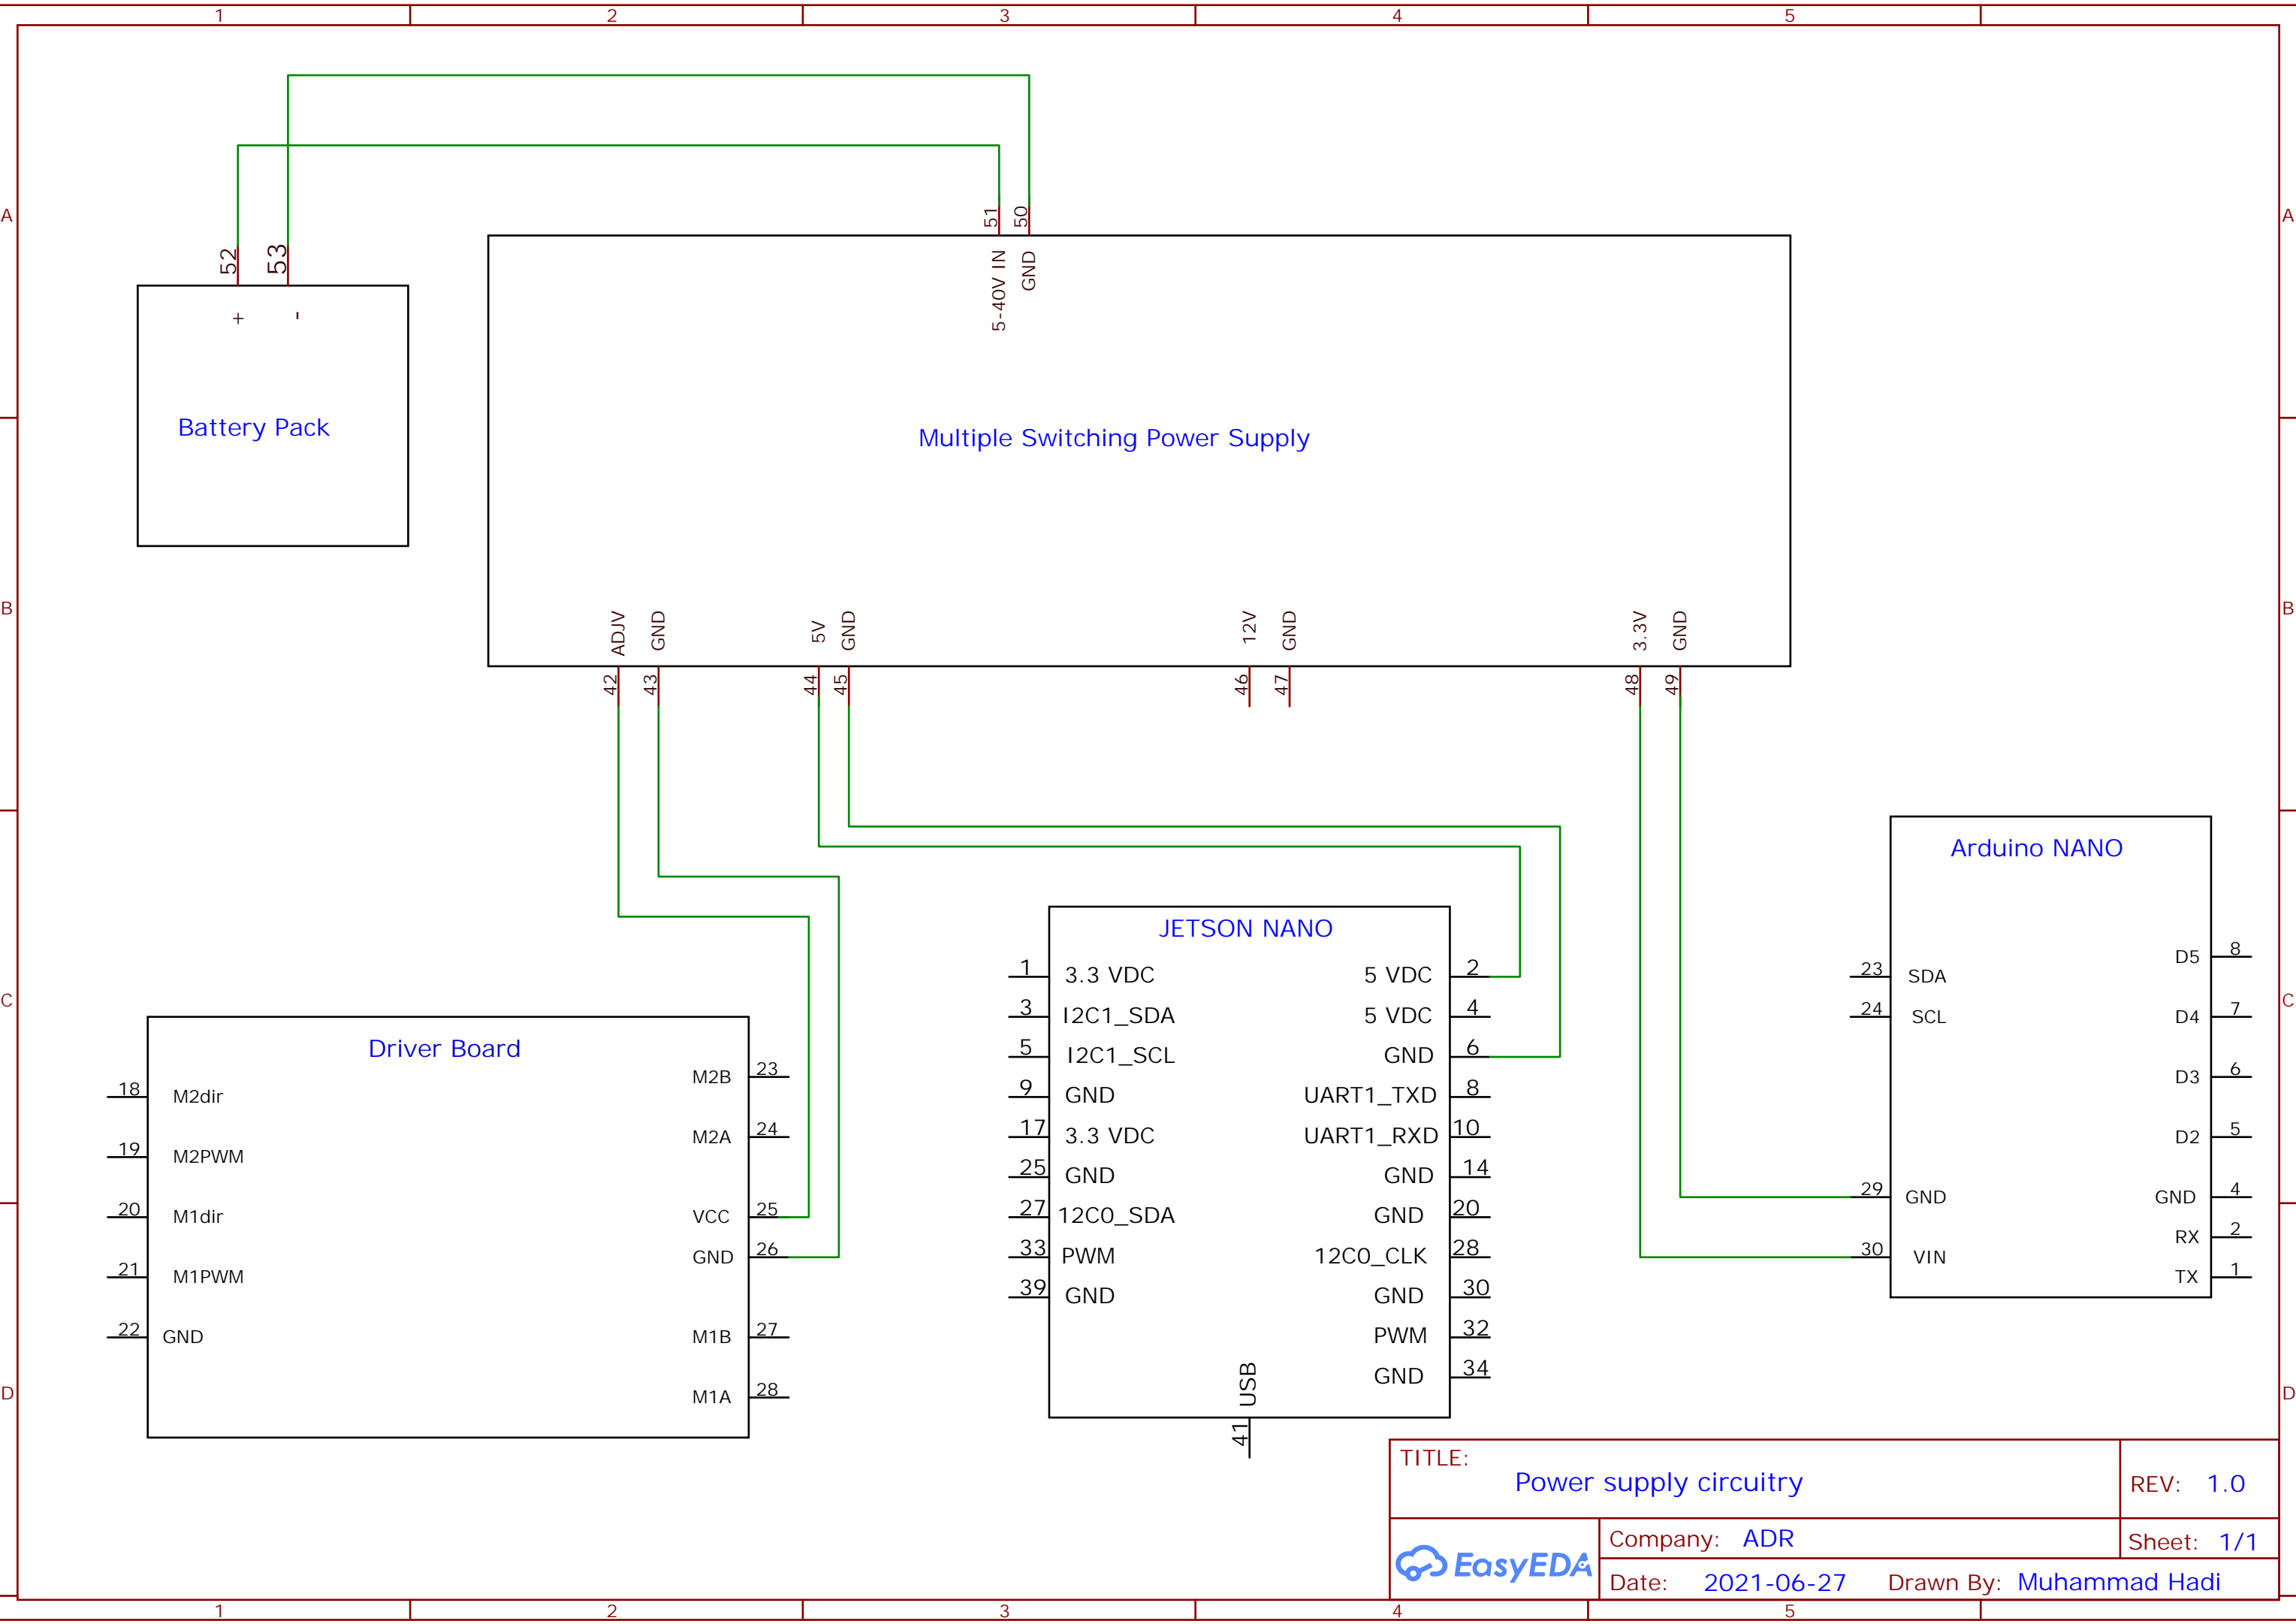 1 2 3 4 5
A A
B B
C C
D D
52 53
+ -
Battery Pack
51 50
5-40V IN GND
Multiple Switching Power Supply
ADJV GND 5V GND 12V GND 3.3V GND
42 43 44 45 46 47 48 49
Driver Board
18 M2dir
19 M2PWM
20 M1dir
21 M1PWM
22 GND
M2B 23
M2A 24
VCC 25
GND 26
M1B 27
M1A 28
JETSON NANO
1 3.3 VDC
3 I2C1_SDA
5 I2C1_SCL
9 GND
17 3.3 VDC
25 GND
27 12C0_SDA
33 PWM
39 GND
5 VDC 2
5 VDC 4
GND 6
UART1_TXD 8
UART1_RXD 10
GND 14
GND 20
12C0_CLK 28
GND 30
PWM 32
GND 34
USB
41
Arduino NANO
23 SDA
24 SCL
29 GND
30 VIN
D5 8
D4 7
D3 6
D2 5
GND 4
RX 2
TX 1
TITLE:
Power supply circuitry
REV: 1.0
EasyEDA
Company: ADR
Sheet: 1/1
Date: 2021-06-27 Drawn By: Muhammad Hadi
1 2 3 4 5